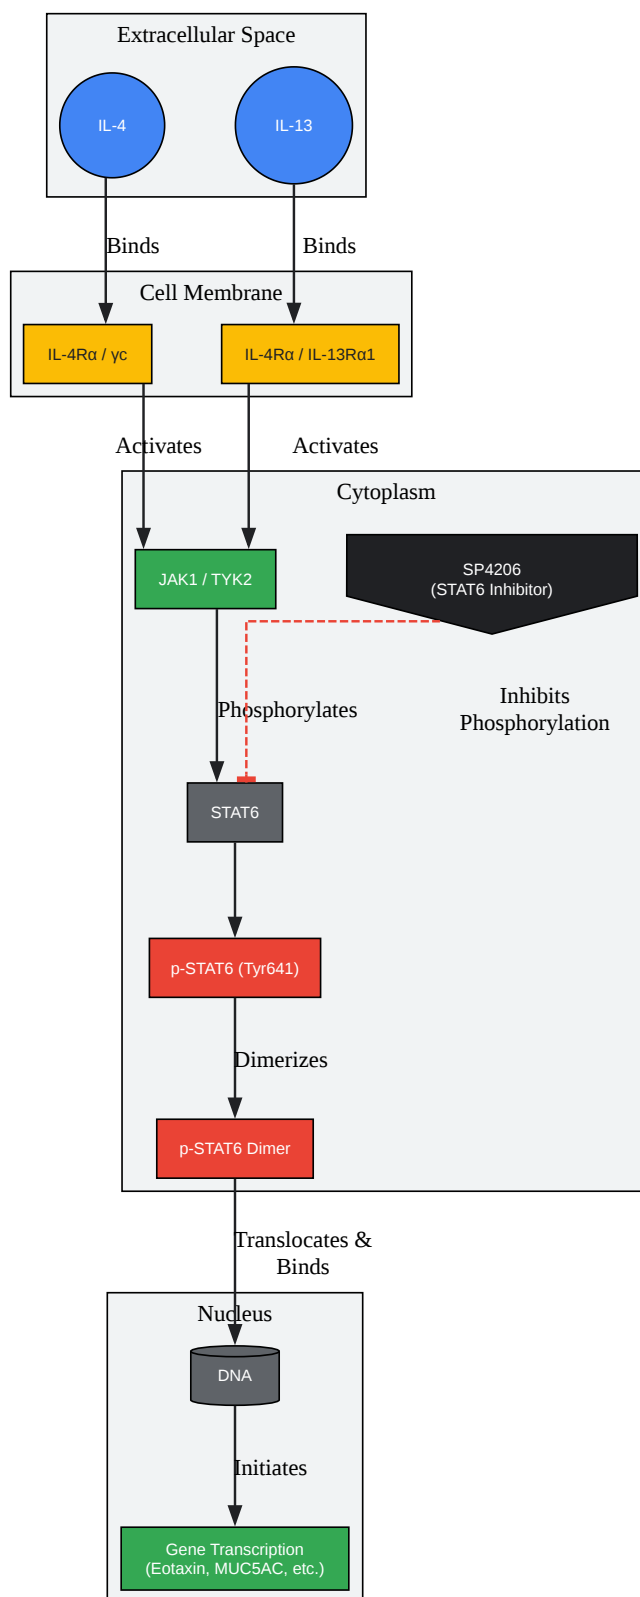 Extracellular Space
IL-4
IL-13
Binds
Binds
Cell Membrane
IL-4Rα / γc
IL-4Rα / IL-13Rα1
Activates
Activates
Cytoplasm
JAK1 / TYK2
SP4206
(STAT6 Inhibitor)
Phosphorylates
Inhibits
Phosphorylation
STAT6
p-STAT6 (Tyr641)
Dimerizes
p-STAT6 Dimer
Translocates &
Binds
Nucleus
DNA
Initiates
Gene Transcription
(Eotaxin, MUC5AC, etc.)